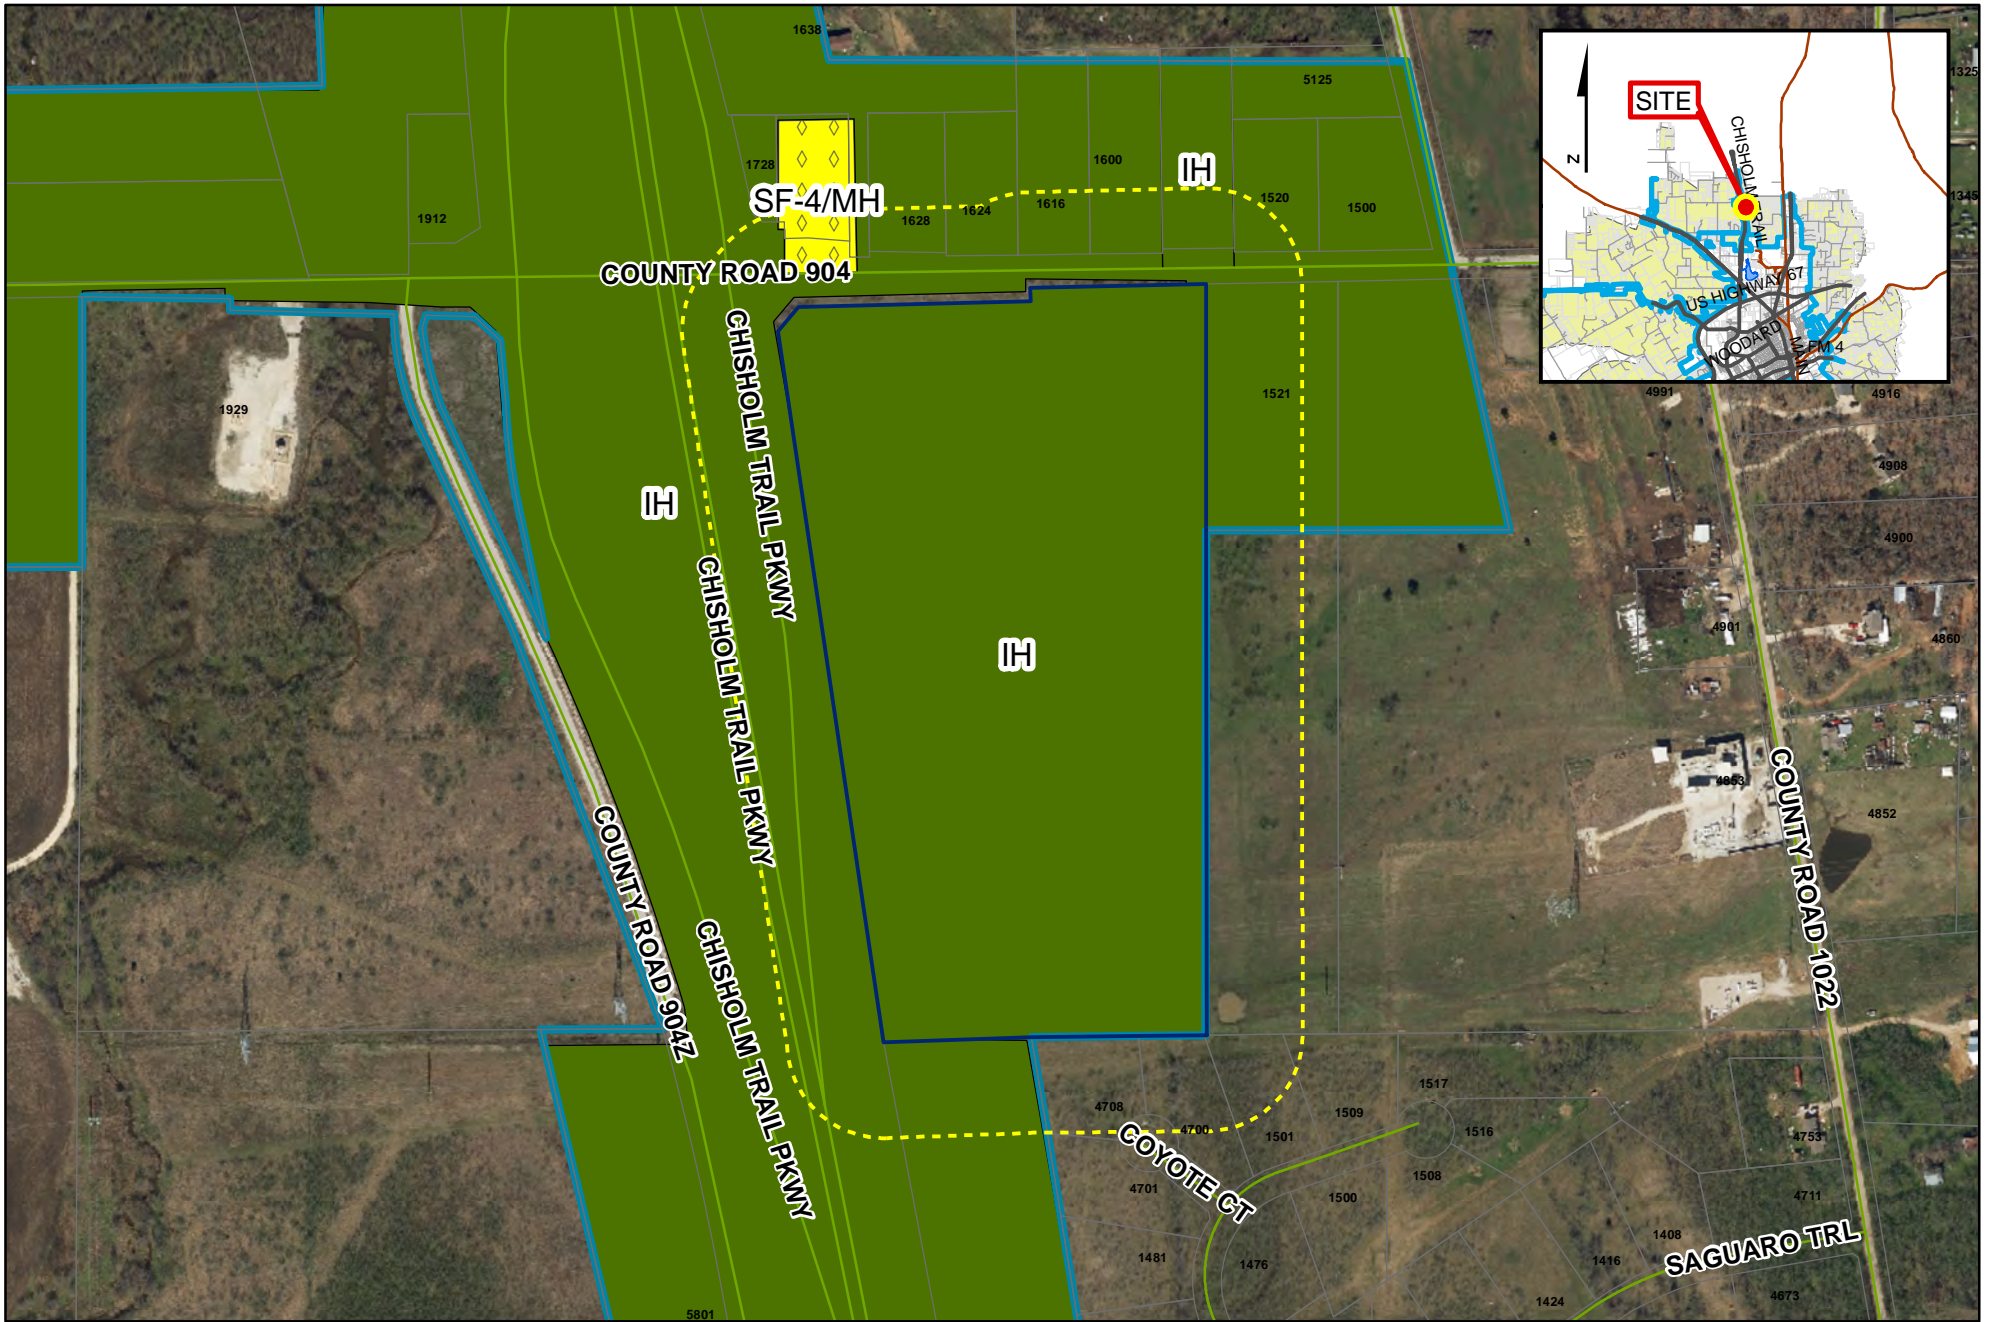 1638
5125
1325
SITE
CHISHOLM TRAIL
N
US HIGHWAY 67
WOODARD
MAIN
FM 4
1345
1728
1600
IH
SF-4/MH
1912
1628
1624
1616
1520
1500
COUNTY ROAD 904
1929
1521
4991
4916
CHISHOLM TRAIL PKWY
4908
IH
4900
CHISHOLM TRAIL PKWY
IH
4901
4860
4853
4852
COUNTY ROAD 904Z
COUNTY ROAD 1022
CHISHOLM TRAIL PKWY
4708
4700
1501
1509
1517
1516
4753
COYOTE CT
4701
1500
1508
4711
1481
1476
1416
1408
SAGUARO TRL
1424
4673
5801